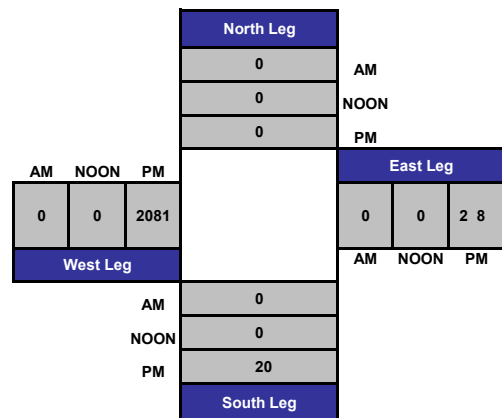 North Leg
0
AM
0
NOON
0
PM
AM NOON PM
East Leg
0 0 2081
0 0 2 8
West Leg
AM NOON PM
AM
0
NOON
0
PM
20
South Leg